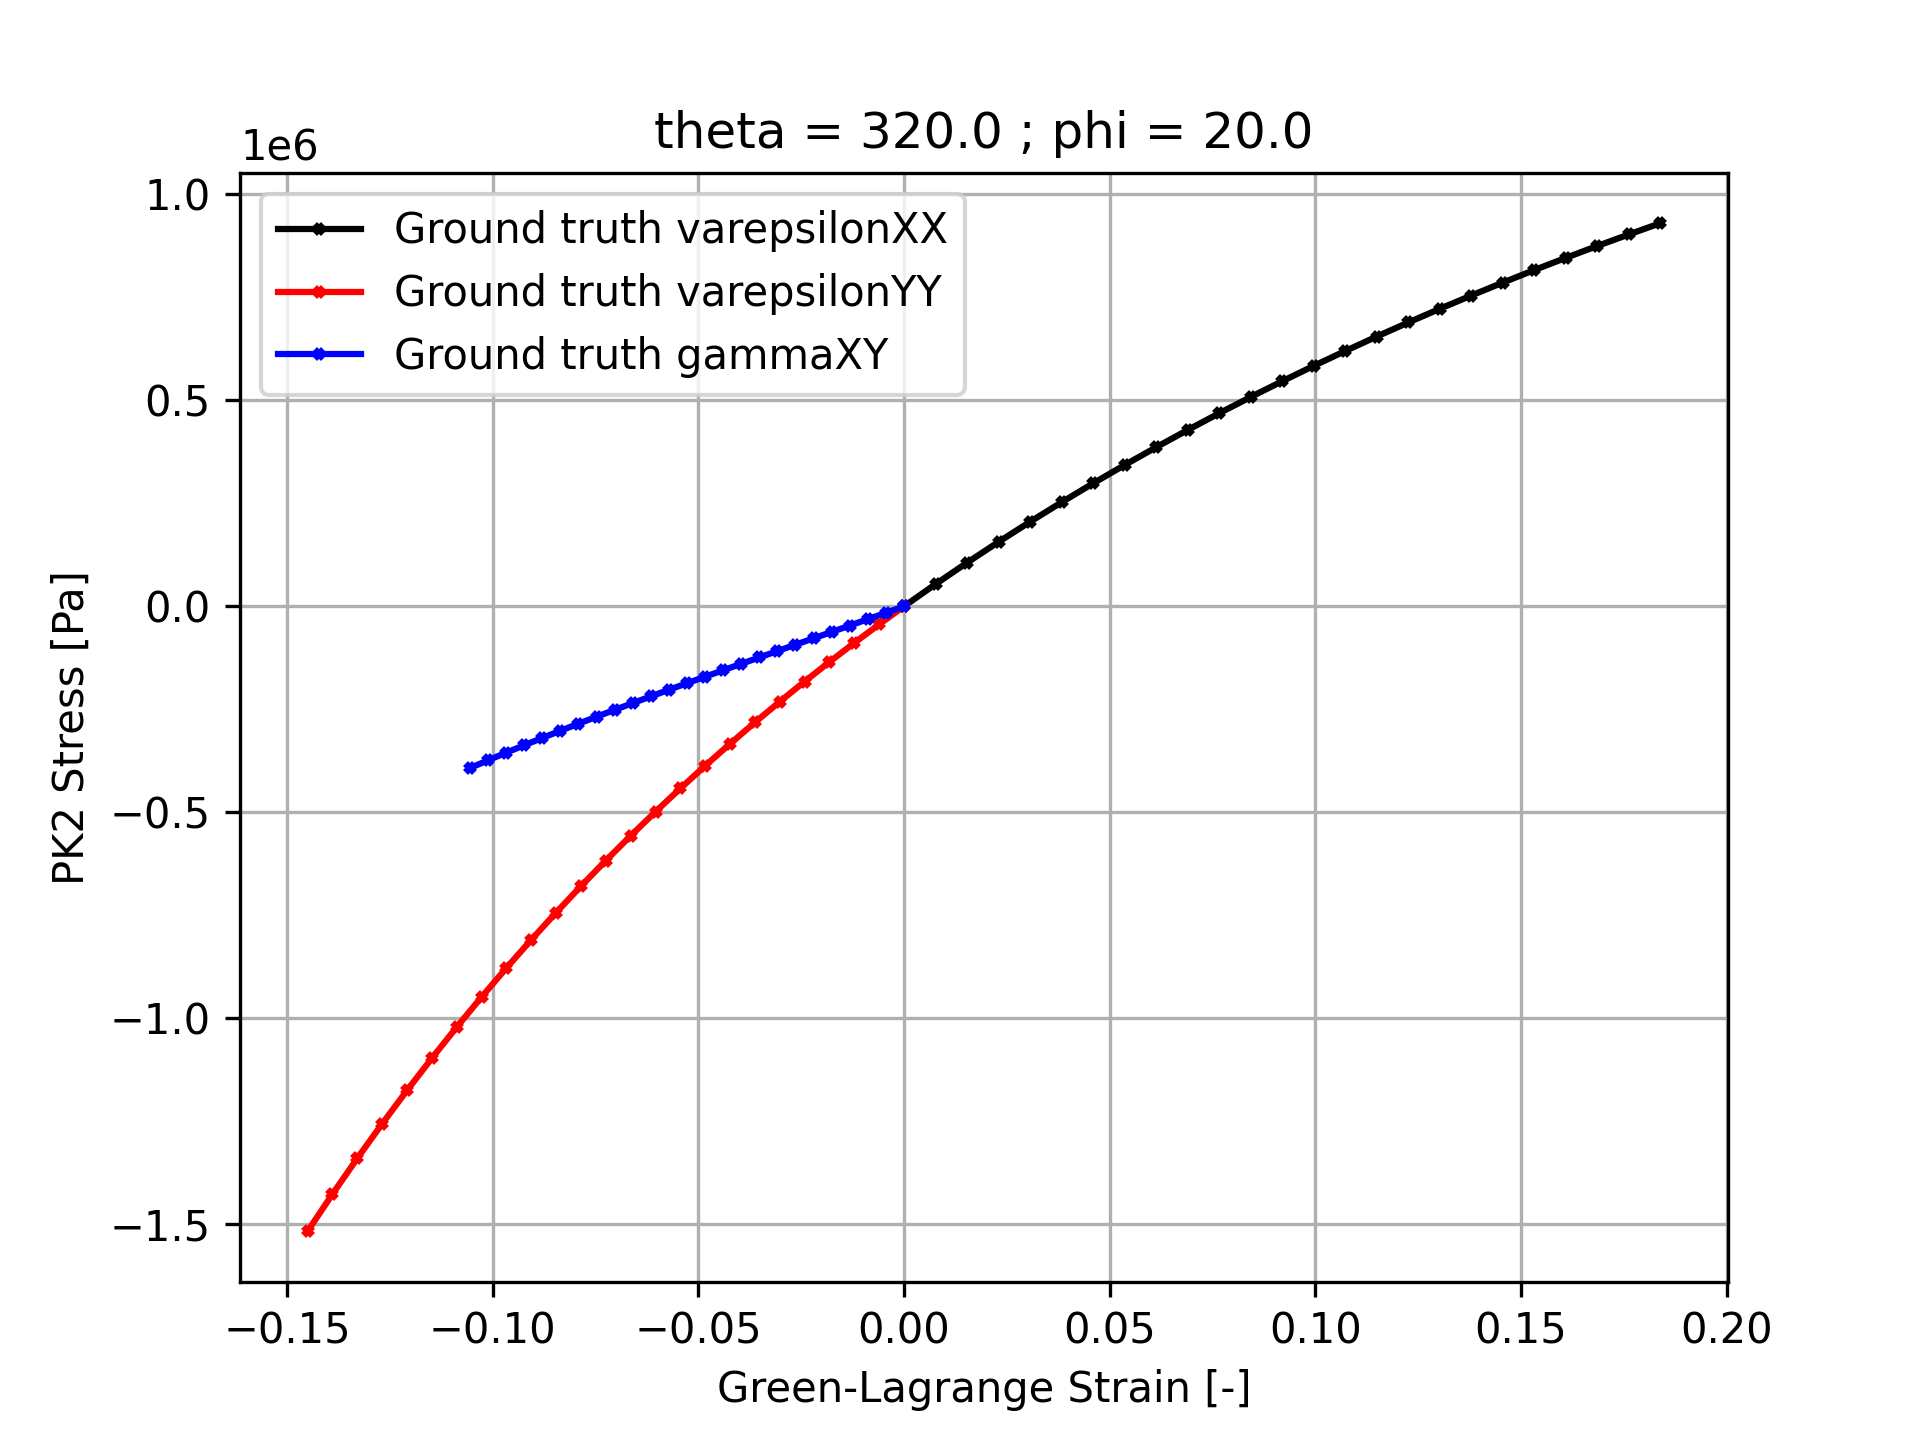 theta = 320.0 ; phi = 20.0
1e6
1.0
0.5
0.0
−0.5
−1.0
−1.5
PK2 Stress [Pa]
Ground truth varepsilonXX
Ground truth varepsilonYY
Ground truth gammaXY
−0.15 −0.10 −0.05 0.00 0.05 0.10 0.15 0.20
Green-Lagrange Strain [-]